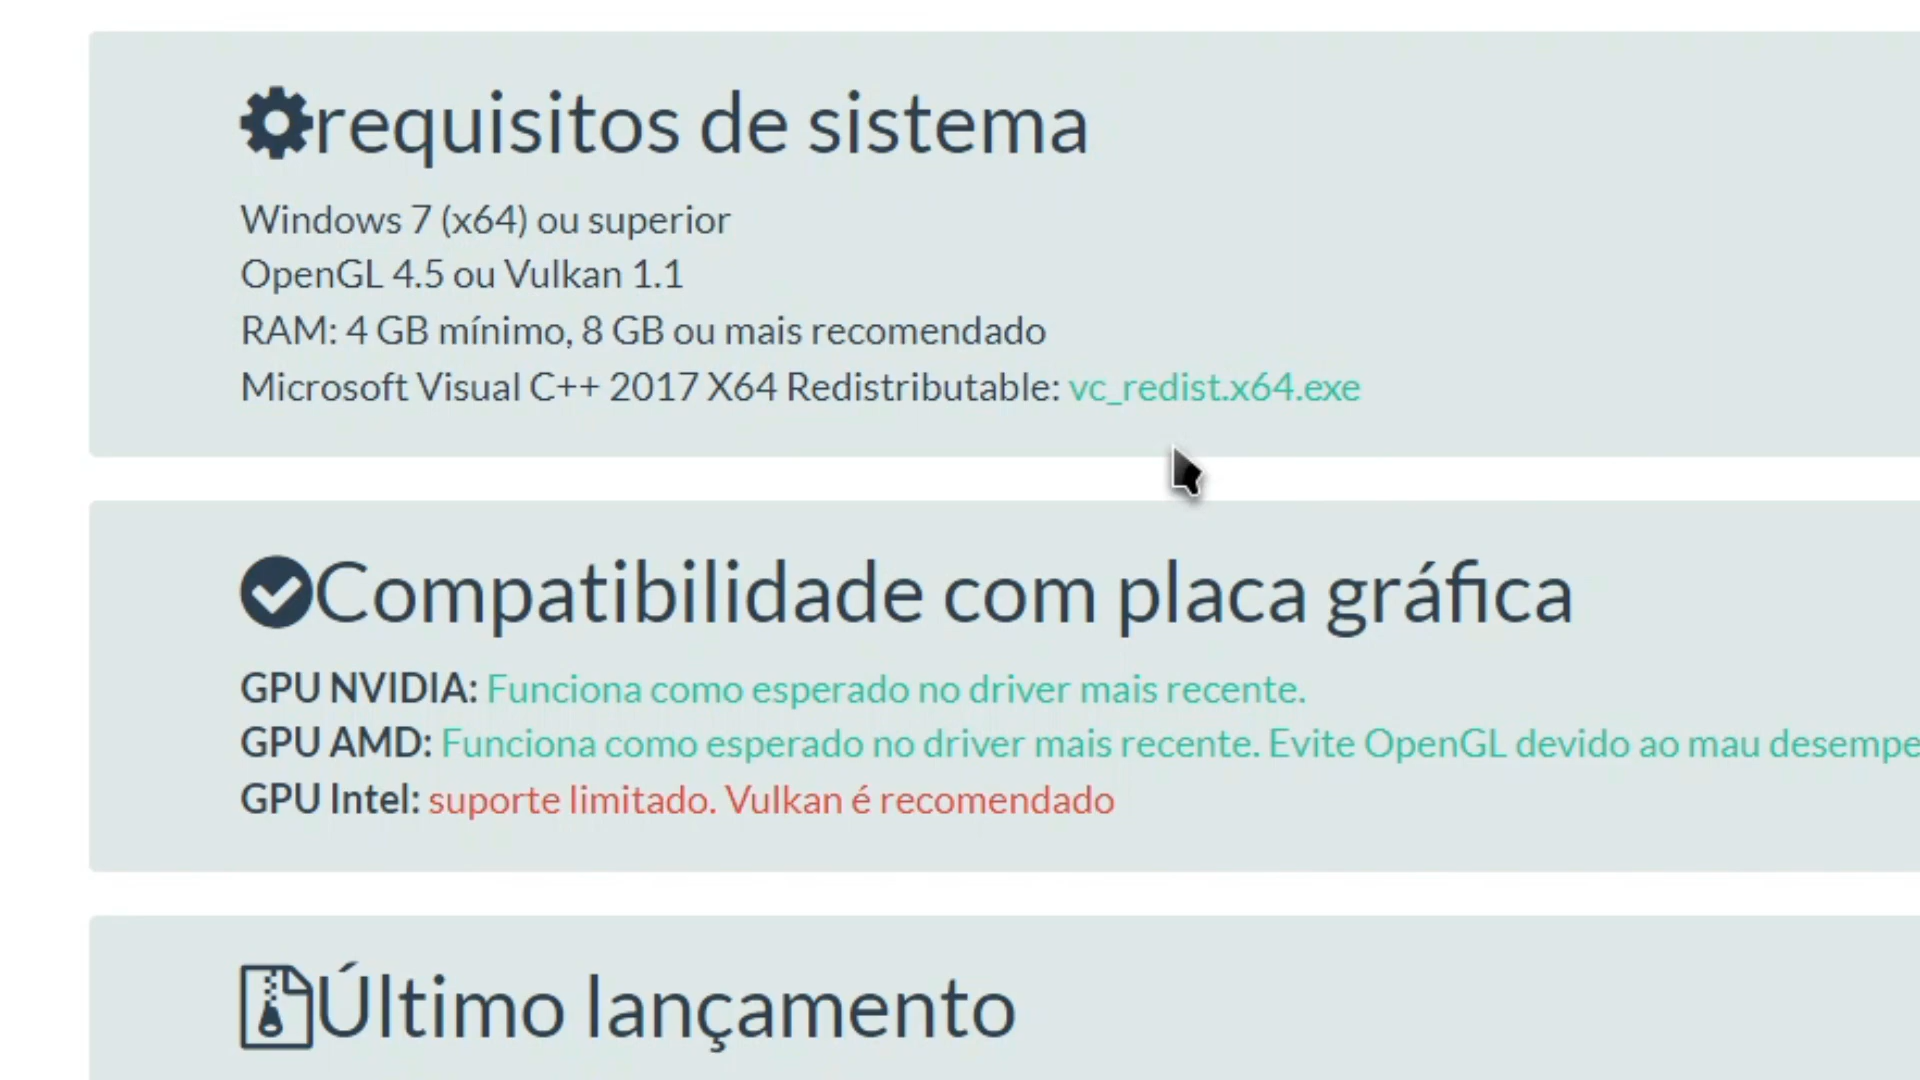 requisitos de sistema
Windows 7 (x64) ou superior
OpenGL 4.5 ou Vulkan 1.1
RAM: 4 GB mínimo, 8 GB ou mais recomendado
Microsoft Visual C++ 2017 X64 Redistributable: vc_redist.x64.exe
Compatibilidade com placa gráfica
GPU NVIDIA: Funciona como esperado no driver mais recente.
GPU AMD: Funciona como esperado no driver mais recente. Evite OpenGL devido ao mau desempe
GPU Intel: suporte limitado. Vulkan é recomendado
Último lançamento